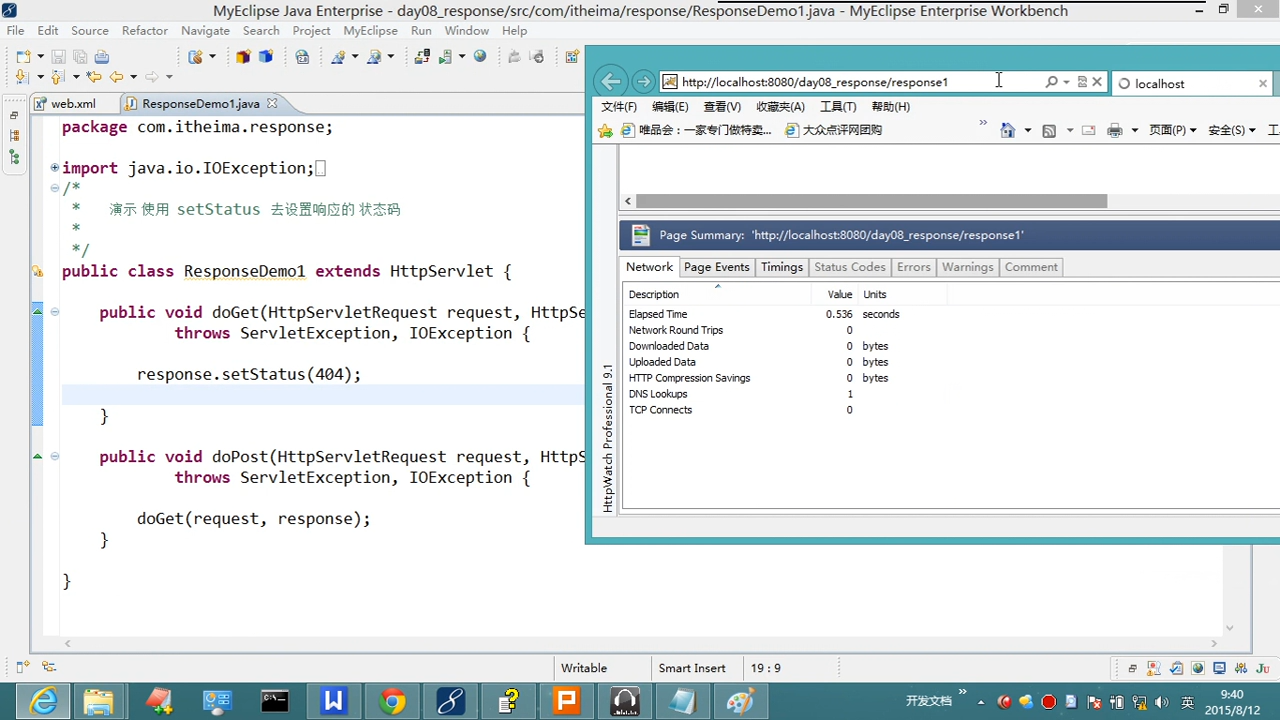 MyEclipse Java Enterprise - day08_response/src/com/itheima/response/ResponseDemo1.java - MyEclipse Enterprise Workbench
File Edit Source Refactor Navigate Search Project MyEclipse Run Window Help
web.xml
ResponseDemo1.java
package com.itheima.response;
import java.io.IOException;
/*
* 演示 使用 setStatus 去设置响应的 状态码
*
*/
public class ResponseDemo1 extends HttpServlet {
public void doGet(HttpServletRequest request, HttpS
throws ServletException, IOException {
response.setStatus(404);
}
public void doPost(HttpServletRequest request, HttpS
throws ServletException, IOException {
doGet(request, response);
}
}
http://localhost:8080/day08_response/response1
localhost
文件(F) 编辑(E) 查看(V) 收藏夹(A) 工具(T) 帮助(H)
唯品会：一家专门做特卖...
大众点评网团购
页面(P)
安全(S)
Page Summary: 'http://localhost:8080/day08_response/response1'
Network Page Events Timings Status Codes Errors Warnings Comment
Description Value Units
Elapsed Time 0.536 seconds
Network Round Trips 0
Downloaded Data 0 bytes
Uploaded Data 0 bytes
HTTP Compression Savings 0 bytes
DNS Lookups 1
TCP Connects 0
HttpWatch Professional 9.1
Writable
Smart Insert
19 : 9
开发文档
英
9:40
2015/8/12